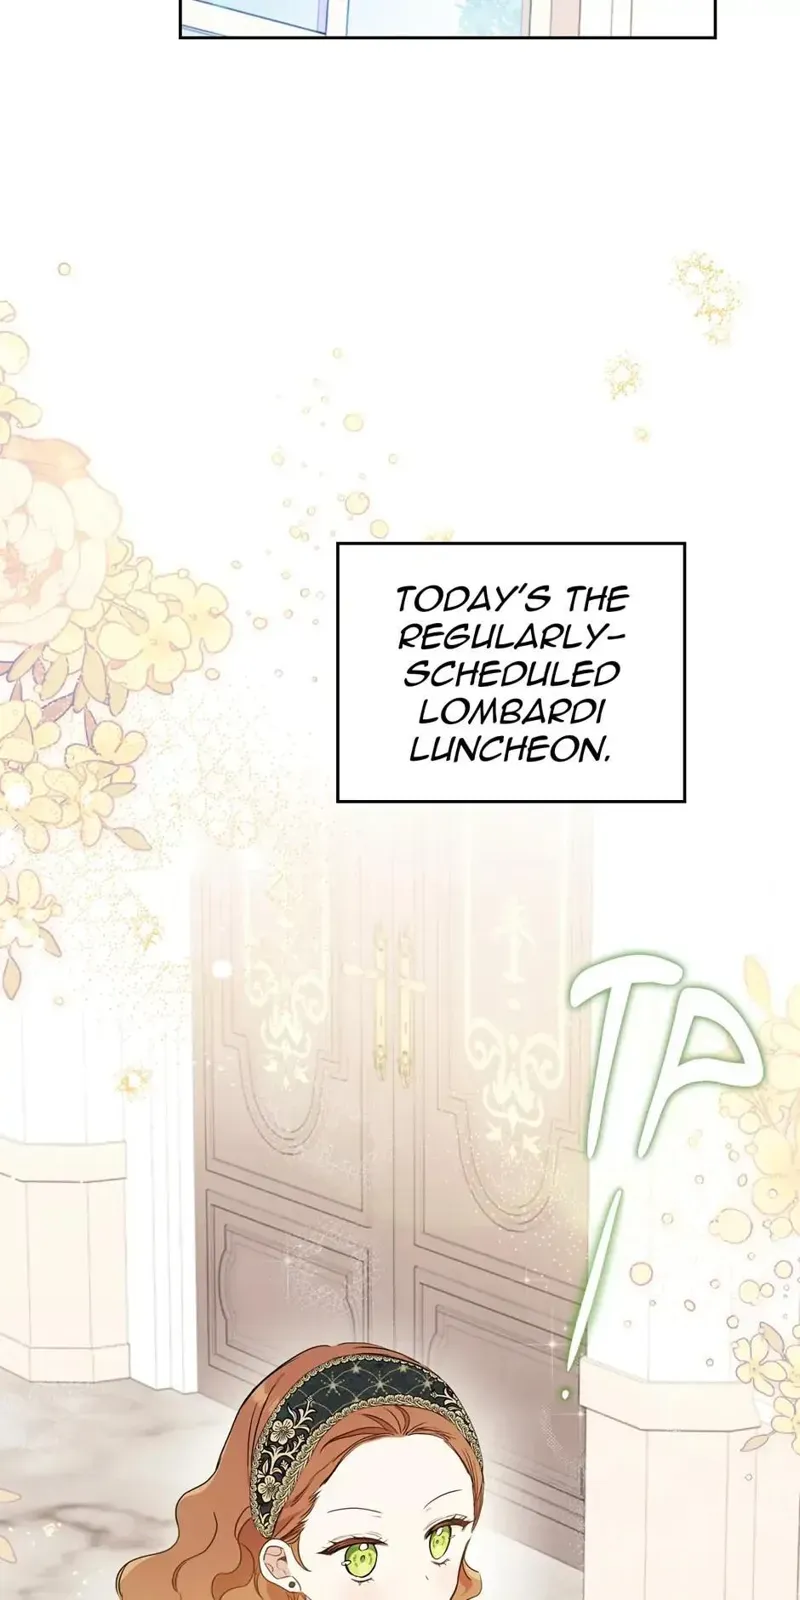 TODAY'S THE
REGULARLY-
SCHEDULED
LOMBARDI
LUNCHEON.
TP